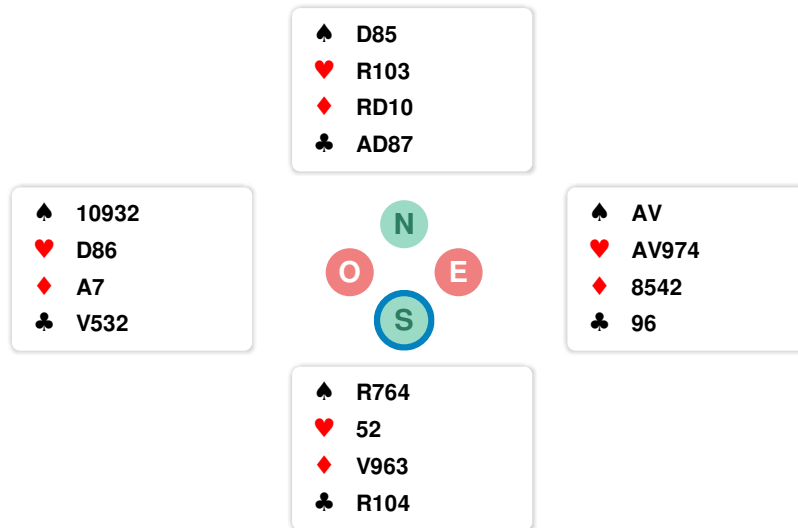 ♠ D85
♥ R103
♦ RD10
♣ AD87
♠ 10932
♥ D86
♦ A7
♣ V532
N
O
E
S
♠ AV
♥ AV974
♦ 8542
♣ 96
♠ R764
♥ 52
♦ V963
♣ R104